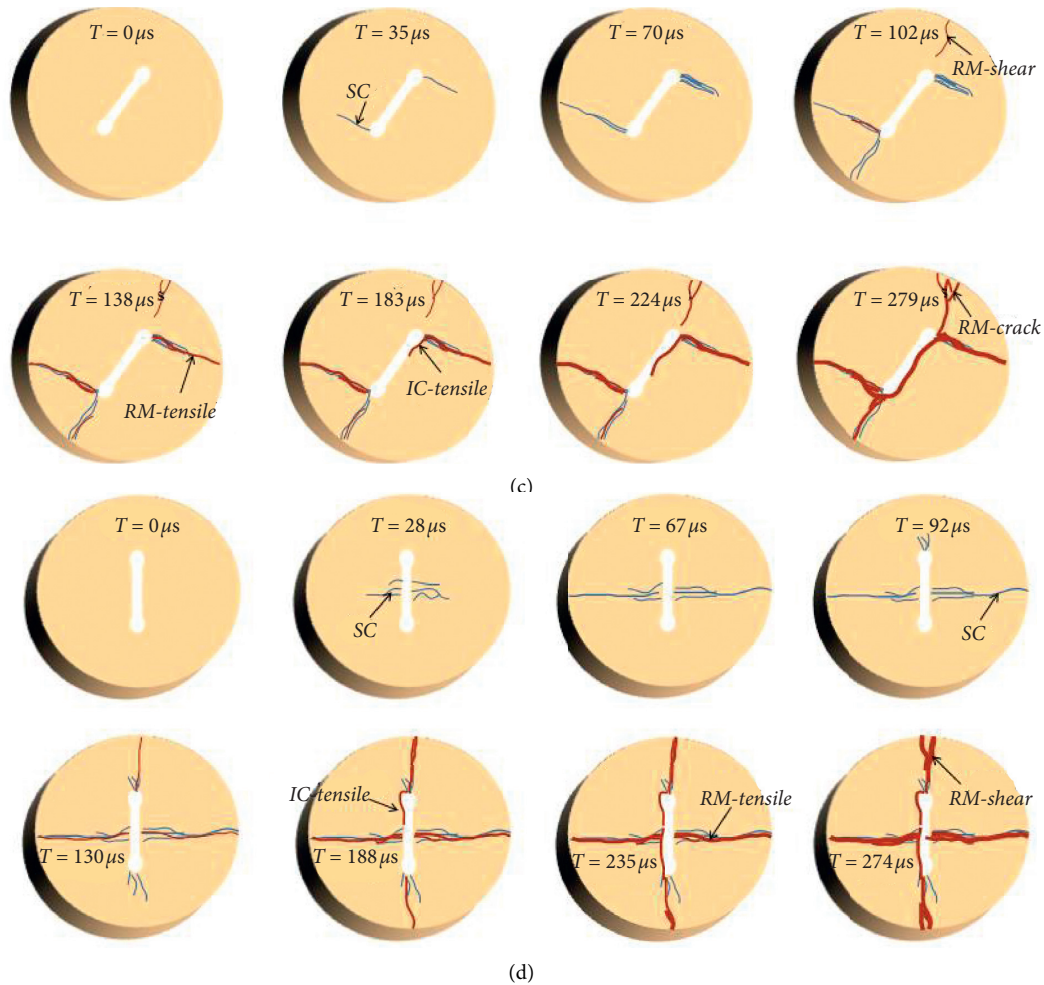 T = 0 μs
T = 35 μs
T = 70 μs
T = 102 μs
SC
RM-shear
T = 138 μs
T = 183 μs
T = 224 μs
T = 279 μs
RM-tensile
IC-tensile
RM-crack
(c)
T = 0 μs
T = 28 μs
T = 67 μs
T = 92 μs
SC
SC
IC-tensile
RM-tensile
RM-shear
T = 130 μs
T = 188 μs
T = 235 μs
T = 274 μs
(d)